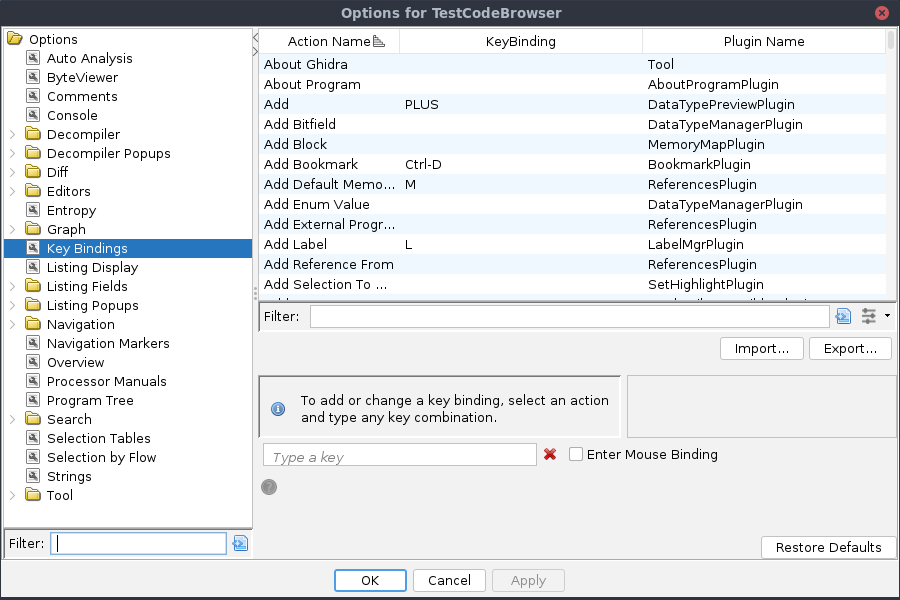 Options for TestCodeBrowser
Options
Auto Analysis
ByteViewer
Comments
Console
Decompiler
Decompiler Popups
Diff
Editors
Entropy
Graph
Key Bindings
Listing Display
Listing Fields
Listing Popups
Navigation
Navigation Markers
Overview
Processor Manuals
Program Tree
Search
Selection Tables
Selection by Flow
Strings
Tool
Filter:
Action Name KeyBinding Plugin Name
About Ghidra Tool
About Program AboutProgramPlugin
Add PLUS DataTypePreviewPlugin
Add Bitfield DataTypeManagerPlugin
Add Block MemoryMapPlugin
Add Bookmark Ctrl-D BookmarkPlugin
Add Default Memo... M ReferencesPlugin
Add Enum Value DataTypeManagerPlugin
Add External Progr... ReferencesPlugin
Add Label L LabelMgrPlugin
Add Reference From ReferencesPlugin
Add Selection To ... SetHighlightPlugin
Filter:
Import... Export...
To add or change a key binding, select an action
and type any key combination.
Type a key Enter Mouse Binding
Restore Defaults
OK Cancel Apply